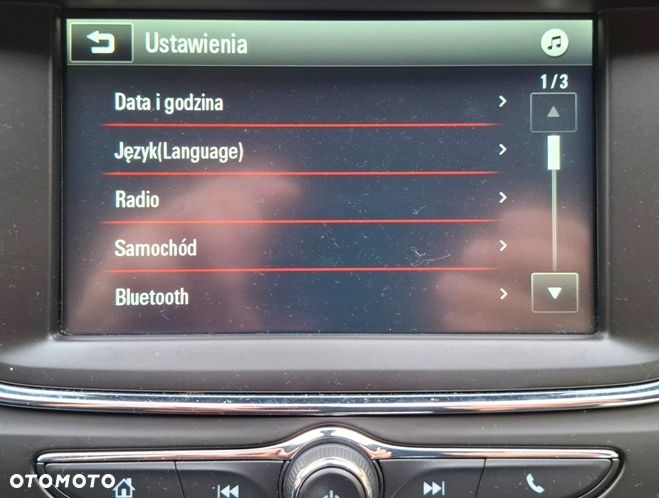 Ustawienia
1/3
Data i godzina
Język(Language)
Radio
Samochód
Bluetooth
OTOMOTO